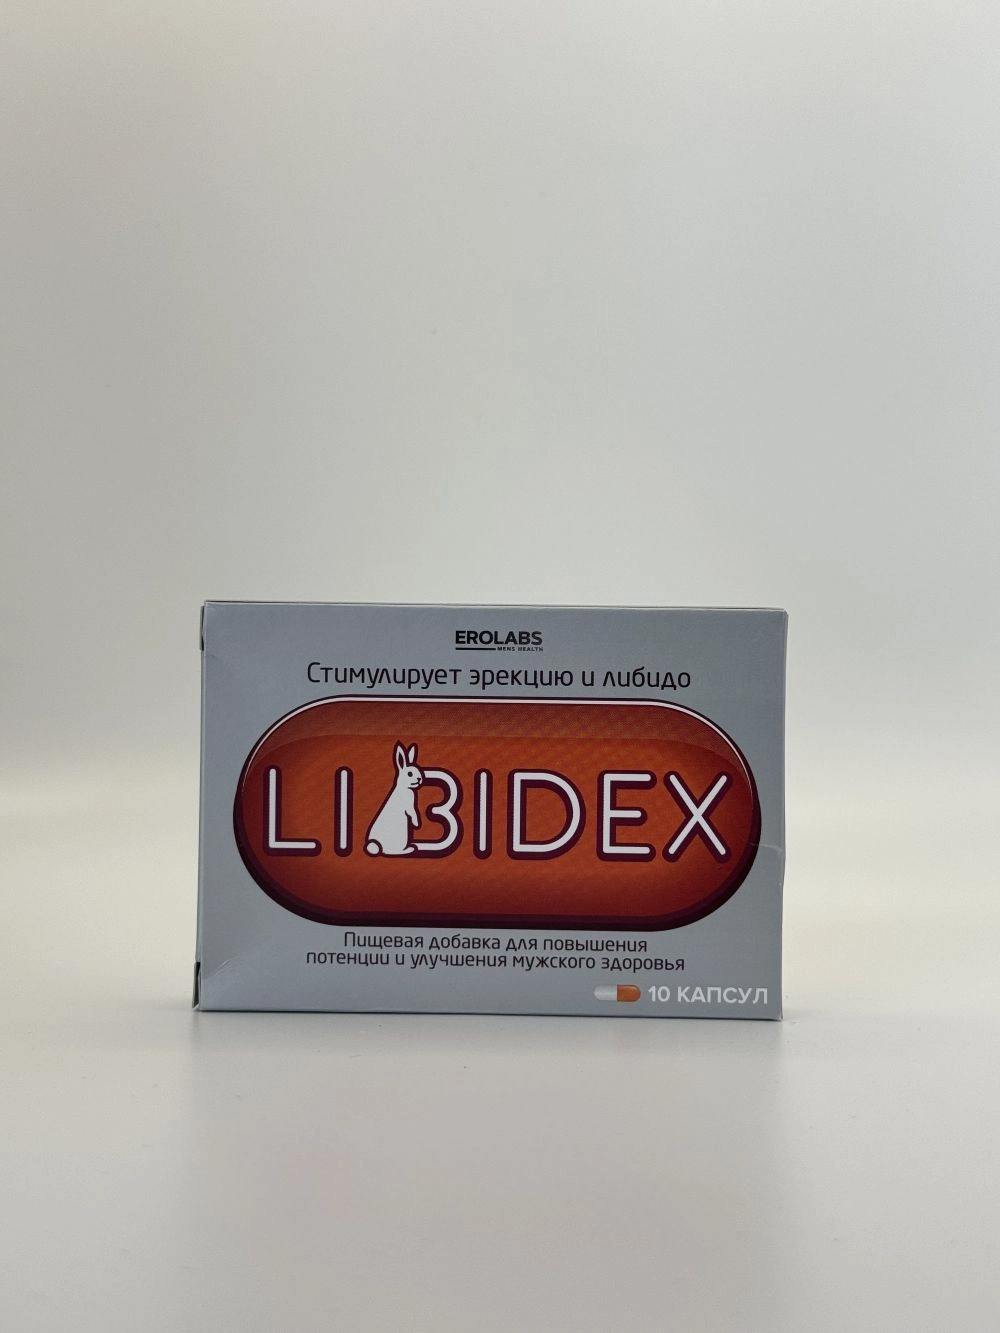 EROLABS
MENS HEALTH
Стимулирует эрекцию и либидо
LIBIDEX
Пищевая добавка для повышения
потенции и улучшения мужского здоровья
10 КАПСУЛ